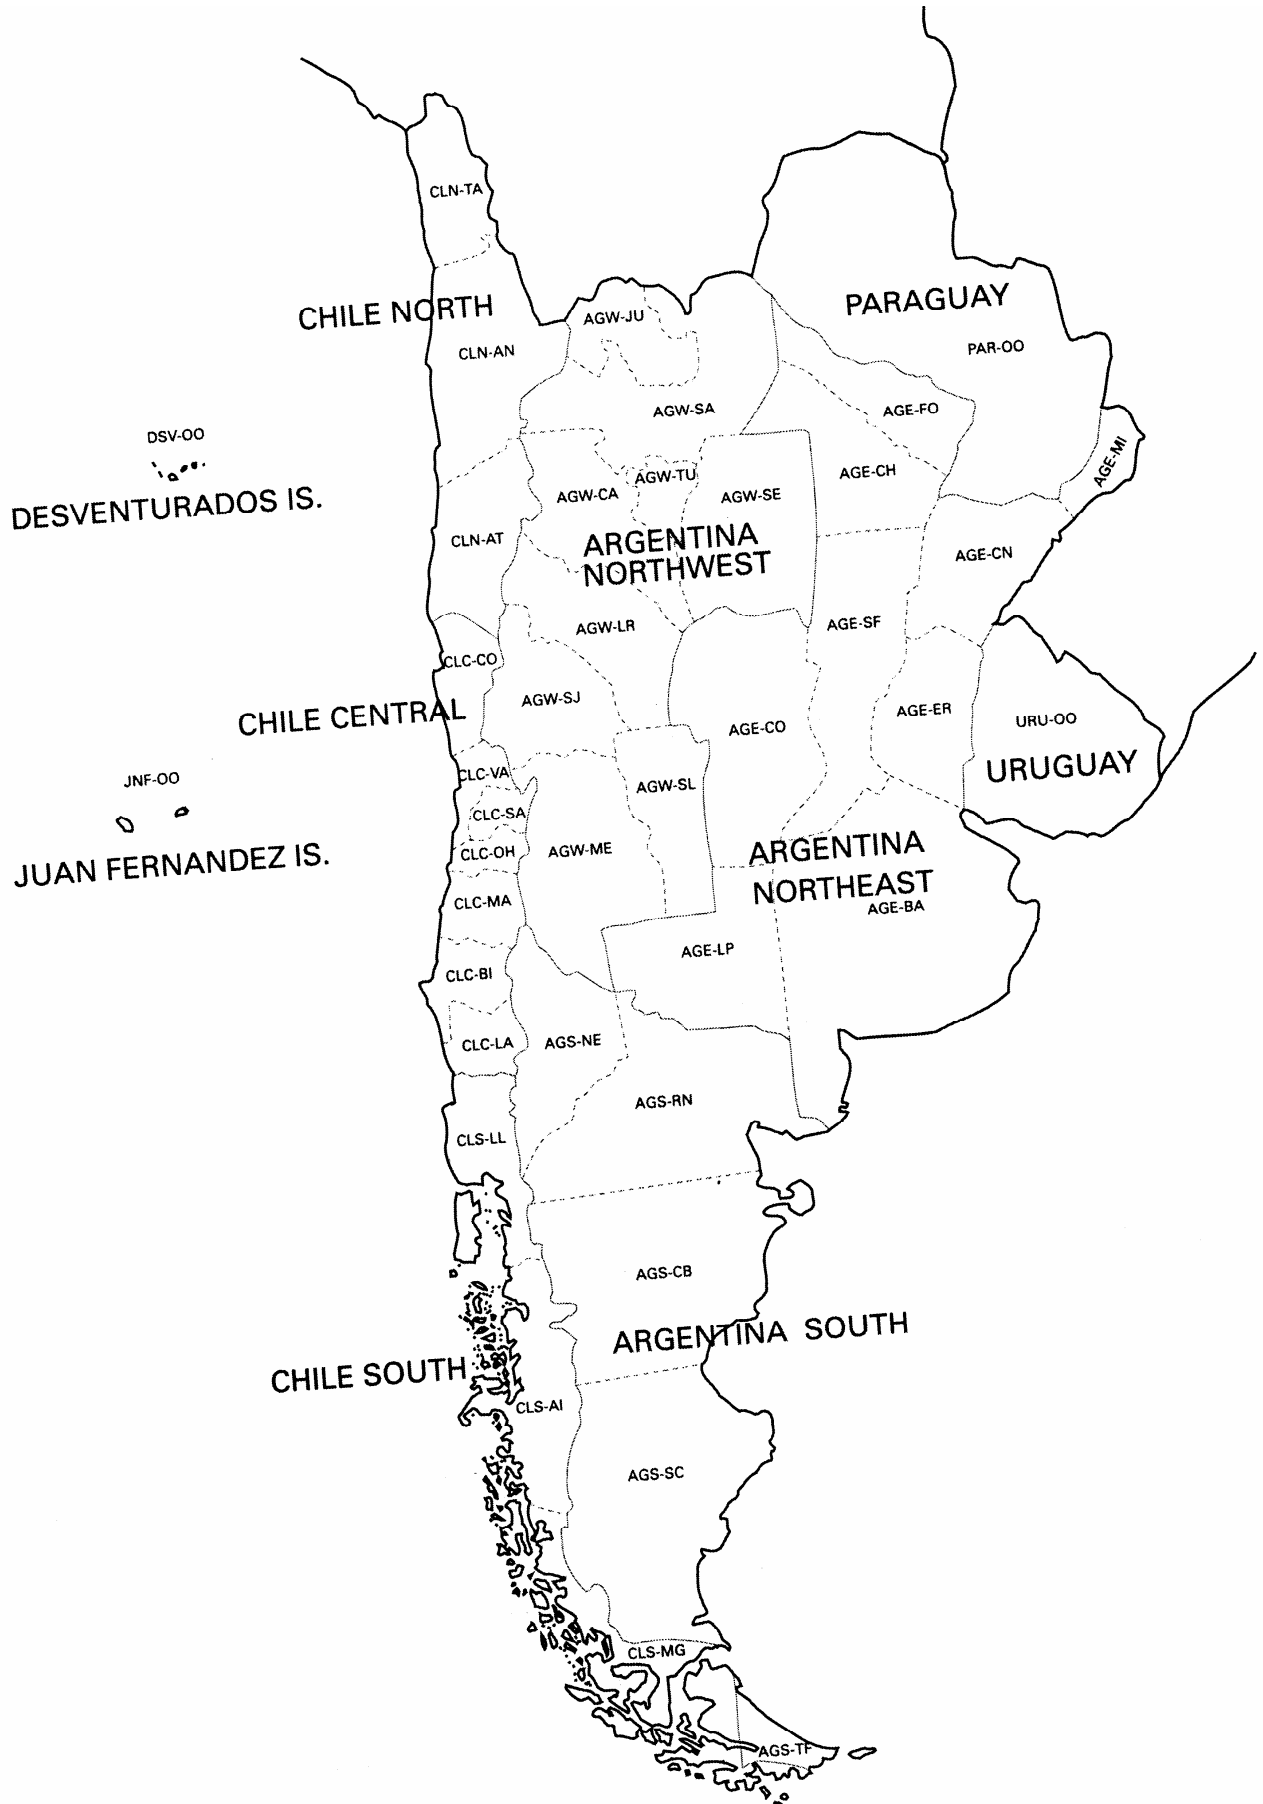 CLN-TA
CHILE NORTH
PARAGUAY
AGW-JU
CLN-AN
PAR-OO
AGW-SA
AGE-FO
DSV-OO
AGE-MI
DESVENTURADOS IS.
AGE-CH
AGW-TU
AGW-CA
AGW-SE
CLN-AT
ARGENTINA
NORTHWEST
AGE-CN
AGW-LR
AGE-SF
CLC-CO
AGW-SJ
CHILE CENTRAL
AGE-CO
AGE-ER
URU-OO
URUGUAY
JNF-OO
CLC-VA
AGW-SL
CLC-SA
JUAN FERNANDEZ IS.
CLC-OH
AGW-ME
ARGENTINA
NORTHEAST
CLC-MA
AGE-BA
AGE-LP
CLC-BI
CLC-LA
AGS-NE
AGS-RN
CLS-LL
AGS-CB
ARGENTINA SOUTH
CHILE SOUTH
CLS-AI
AGS-SC
CLS-MG
AGS-TF